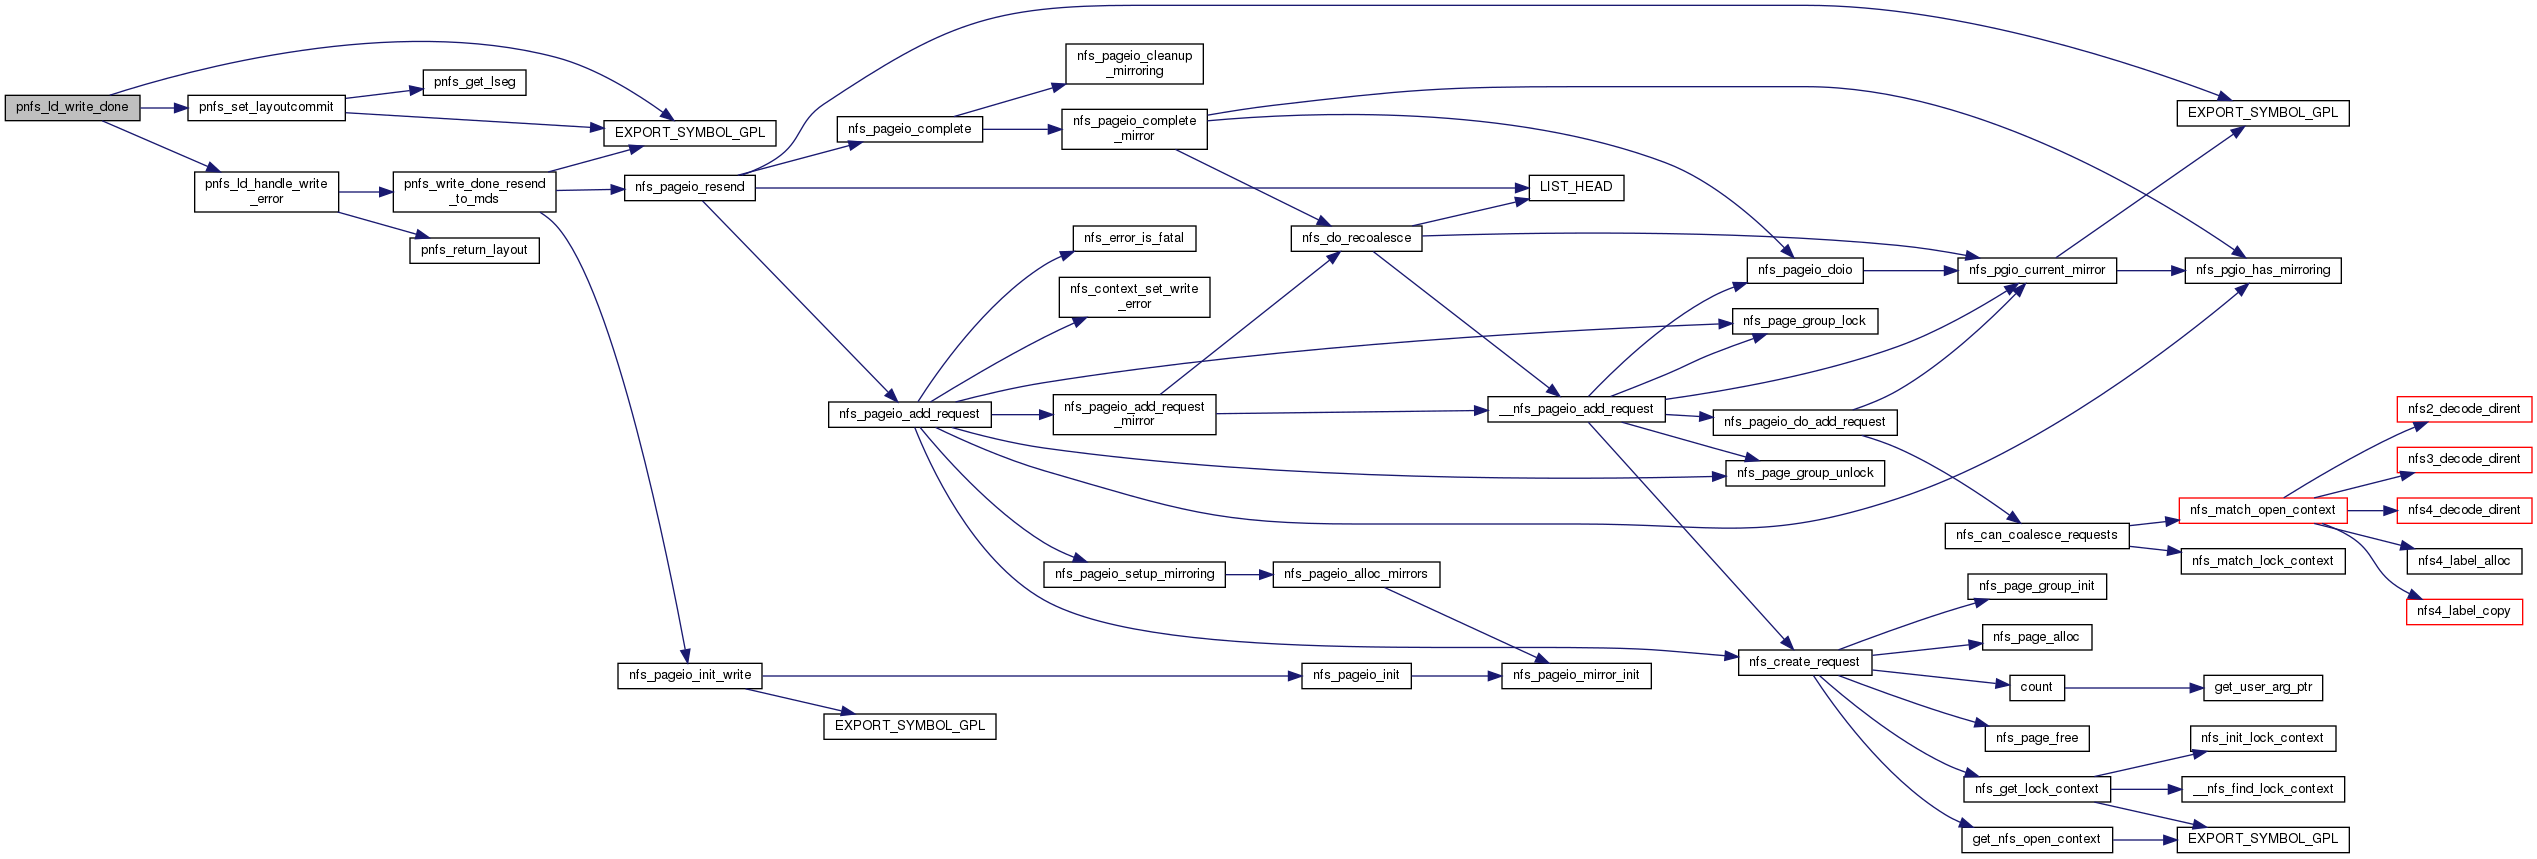 pnfs_ld_write_done
pnfs_set_layoutcommit
pnfs_ld_handle_write
_error
pnfs_get_lseg
EXPORT_SYMBOL_GPL
pnfs_write_done_resend
_to_mds
pnfs_return_layout
nfs_pageio_resend
nfs_pageio_init_write
nfs_pageio_complete
nfs_pageio_add_request
EXPORT_SYMBOL_GPL
nfs_pageio_cleanup
_mirroring
nfs_pageio_complete
_mirror
nfs_error_is_fatal
nfs_context_set_write
_error
nfs_pageio_add_request
_mirror
nfs_pageio_setup_mirroring
nfs_do_recoalesce
nfs_pageio_alloc_mirrors
nfs_pageio_init
LIST_HEAD
__nfs_pageio_add_request
nfs_pageio_mirror_init
nfs_pageio_doio
nfs_page_group_lock
nfs_pageio_do_add_request
nfs_page_group_unlock
nfs_create_request
nfs_pgio_current_mirror
nfs_can_coalesce_requests
nfs_page_group_init
nfs_page_alloc
count
nfs_page_free
nfs_get_lock_context
get_nfs_open_context
EXPORT_SYMBOL_GPL
nfs_pgio_has_mirroring
nfs_match_open_context
nfs_match_lock_context
get_user_arg_ptr
nfs_init_lock_context
__nfs_find_lock_context
EXPORT_SYMBOL_GPL
nfs2_decode_dirent
nfs3_decode_dirent
nfs4_decode_dirent
nfs4_label_alloc
nfs4_label_copy